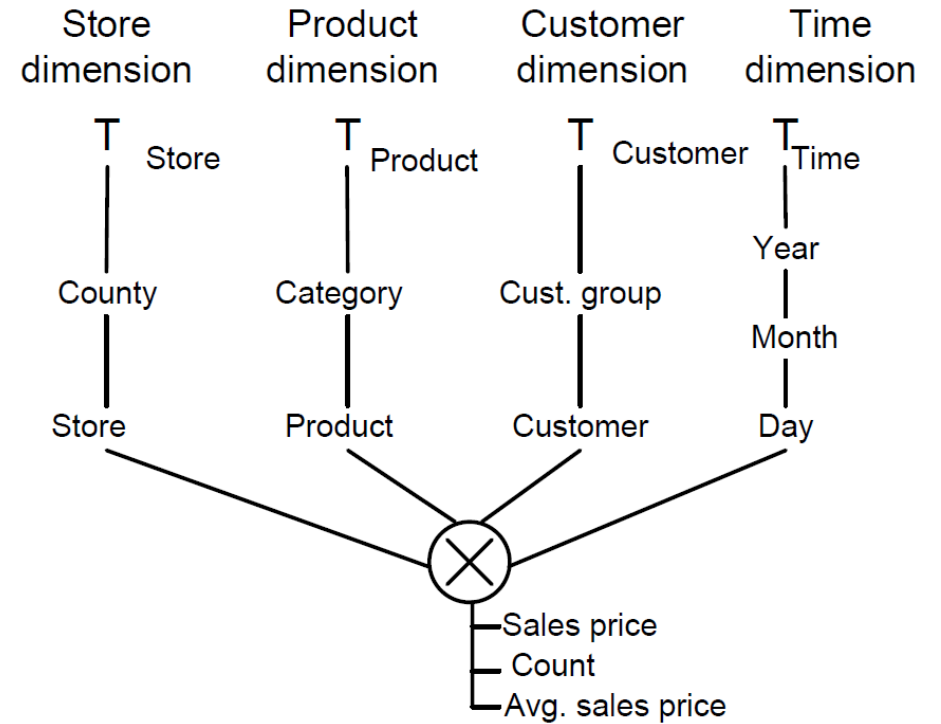 Store dimension
Product dimension
Customer dimension
Time dimension
T Store
T Product
T Customer
T Time
Year
County
Category
Cust. group
Month
Store
Product
Customer
Day
Sales price
Count
Avg. sales price